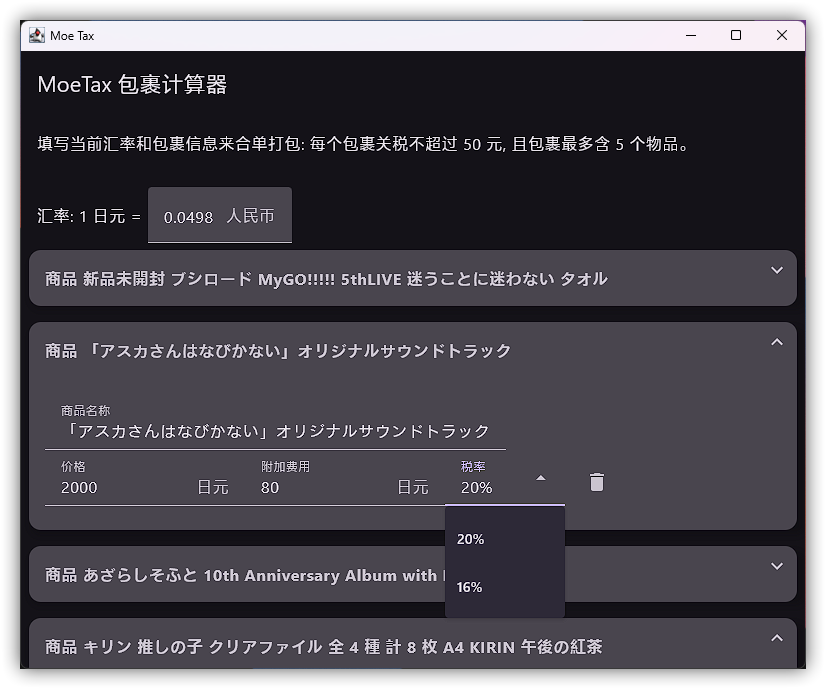 Moe Tax
MoeTax 包裹计算器
填写当前汇率和包裹信息来合单打包: 每个包裹关税不超过 50 元, 且包裹最多含 5 个物品。
汇率: 1 日元 = 0.0498 人民币
商品 新品未開封 ブシロード MyGO!!!!! 5thLIVE 迷うことに迷わない タオル
商品 「アスカさんはなびかない」オリジナルサウンドトラック
商品名称
「アスカさんはなびかない」オリジナルサウンドトラック
价格 附加费用 税率
2000 日元 80 日元 20%
20%
16%
商品 あざらしそふと 10th Anniversary Album with
商品 キリン 推しの子 クリアファイル 全 4 種 計 8 枚 A4 KIRIN 午後の紅茶